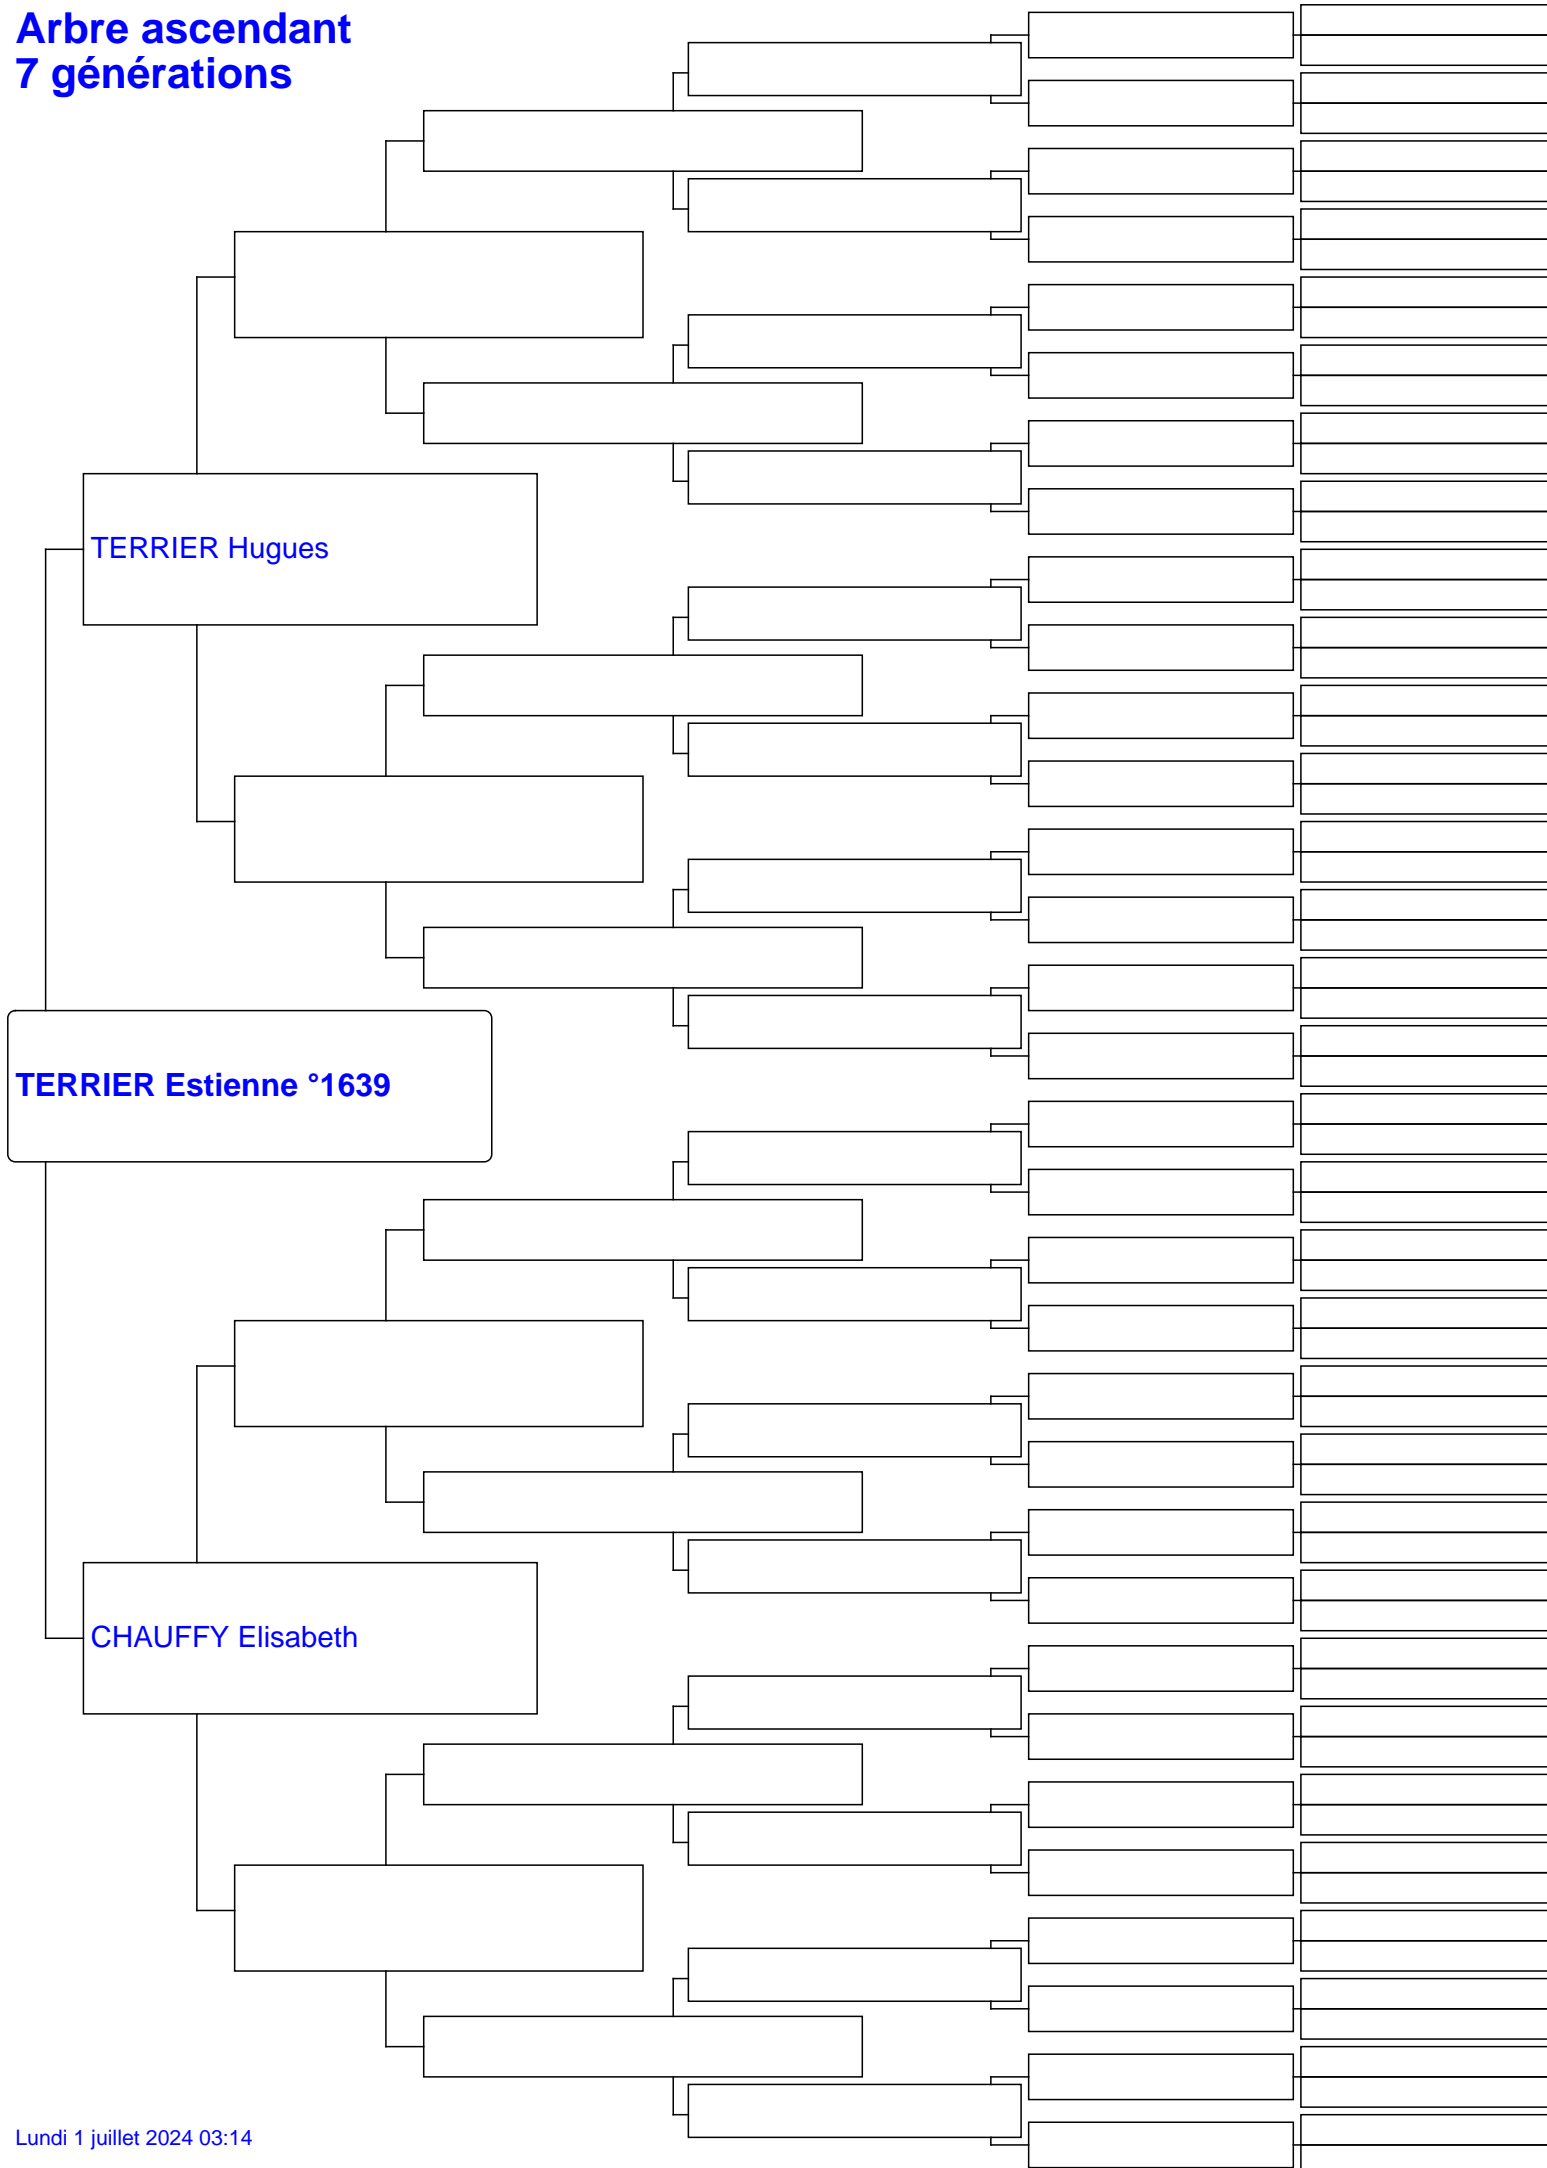 Arbre ascendant
7 générations
TERRIER Hugues
TERRIER Estienne °1639
CHAUFFY Elisabeth
Lundi 1 juillet 2024 03:14